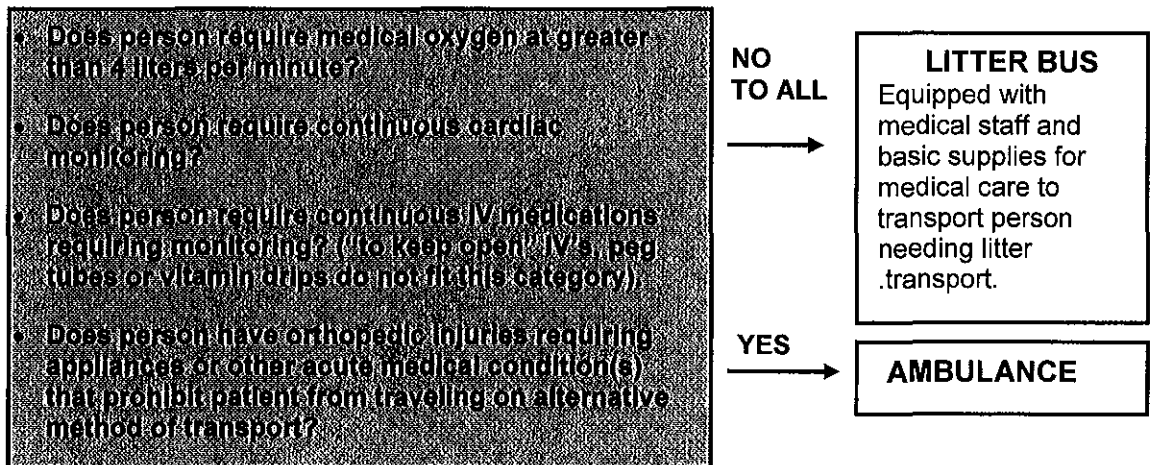 • Does person require medical oxygen at greater
than 4 liters per minute?
• Does person require continuous cardiac
monitoring?
• Does person require continuous IV medications
requiring monitoring? ("to keep open" IV's, peg
tubes or vitamin drips do not fit this category)
• Does person have orthopedic injuries requiring
appliances or other acute medical condition(s)
that prohibit patient from traveling on alternative
method of transport?
NO
TO ALL
LITTER BUS
Equipped with
medical staff and
basic supplies for
medical care to
transport person
needing litter
.transport.
YES
AMBULANCE